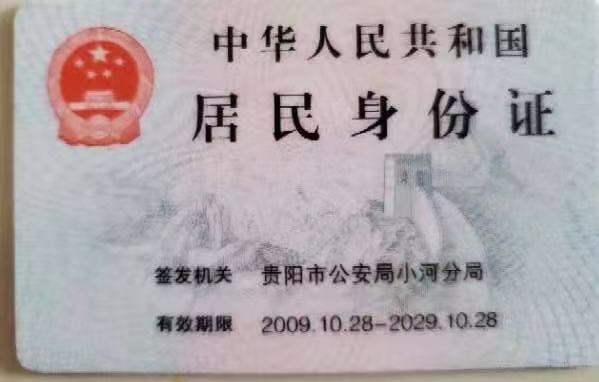 中华人民共和国
居民身份证
签发机关 贵阳市公安局小河分局
有效期限 2009.10.28-2029.10.28